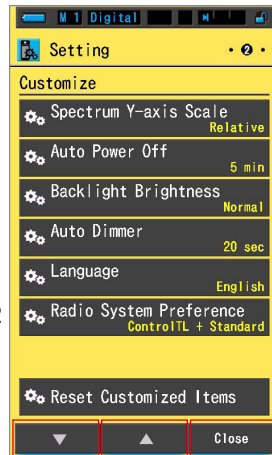 M 1 Digital
Setting
• ❷ •
Customize
Spectrum Y-axis Scale
Relative
Auto Power Off
5 min
Backlight Brightness
Normal
Auto Dimmer
20 sec
Language
English
Radio System Preference
ControlTL + Standard
Reset Customized Items
▼ ▲ Close